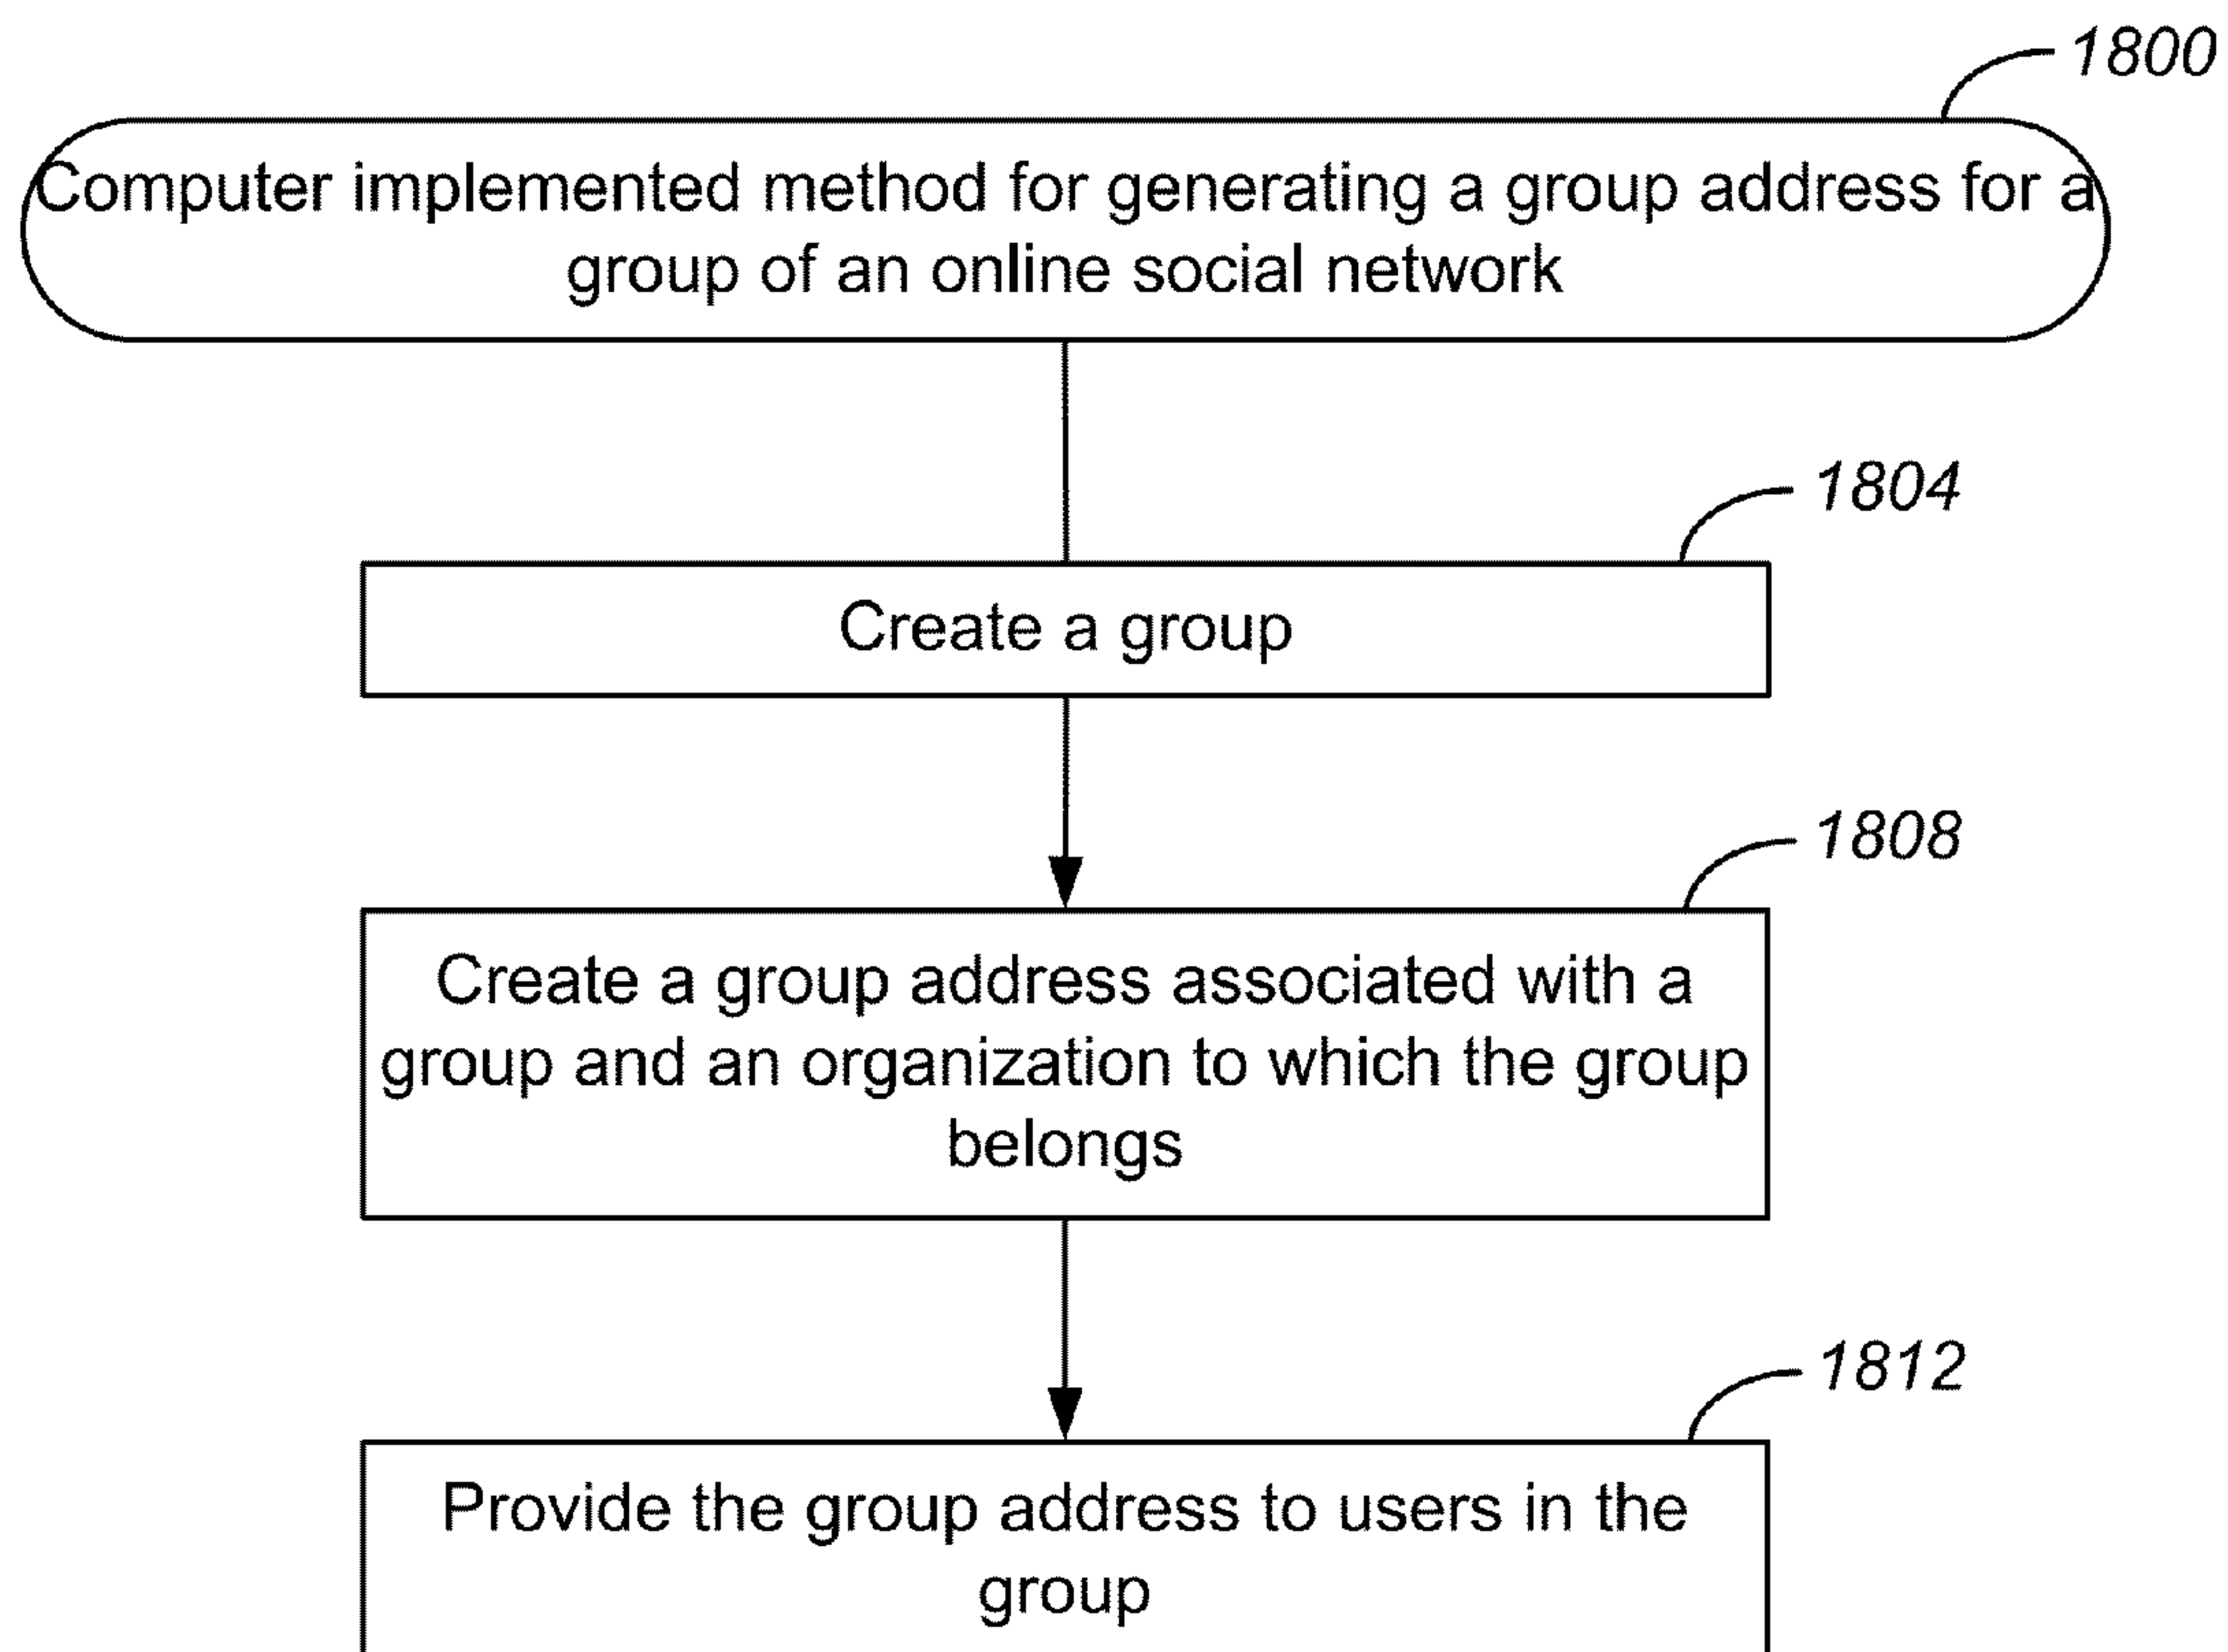 1800
Computer implemented method for generating a group address for a
group of an online social network
1804
Create a group
1808
Create a group address associated with a
group and an organization to which the group
belongs
1812
Provide the group address to users in the
group